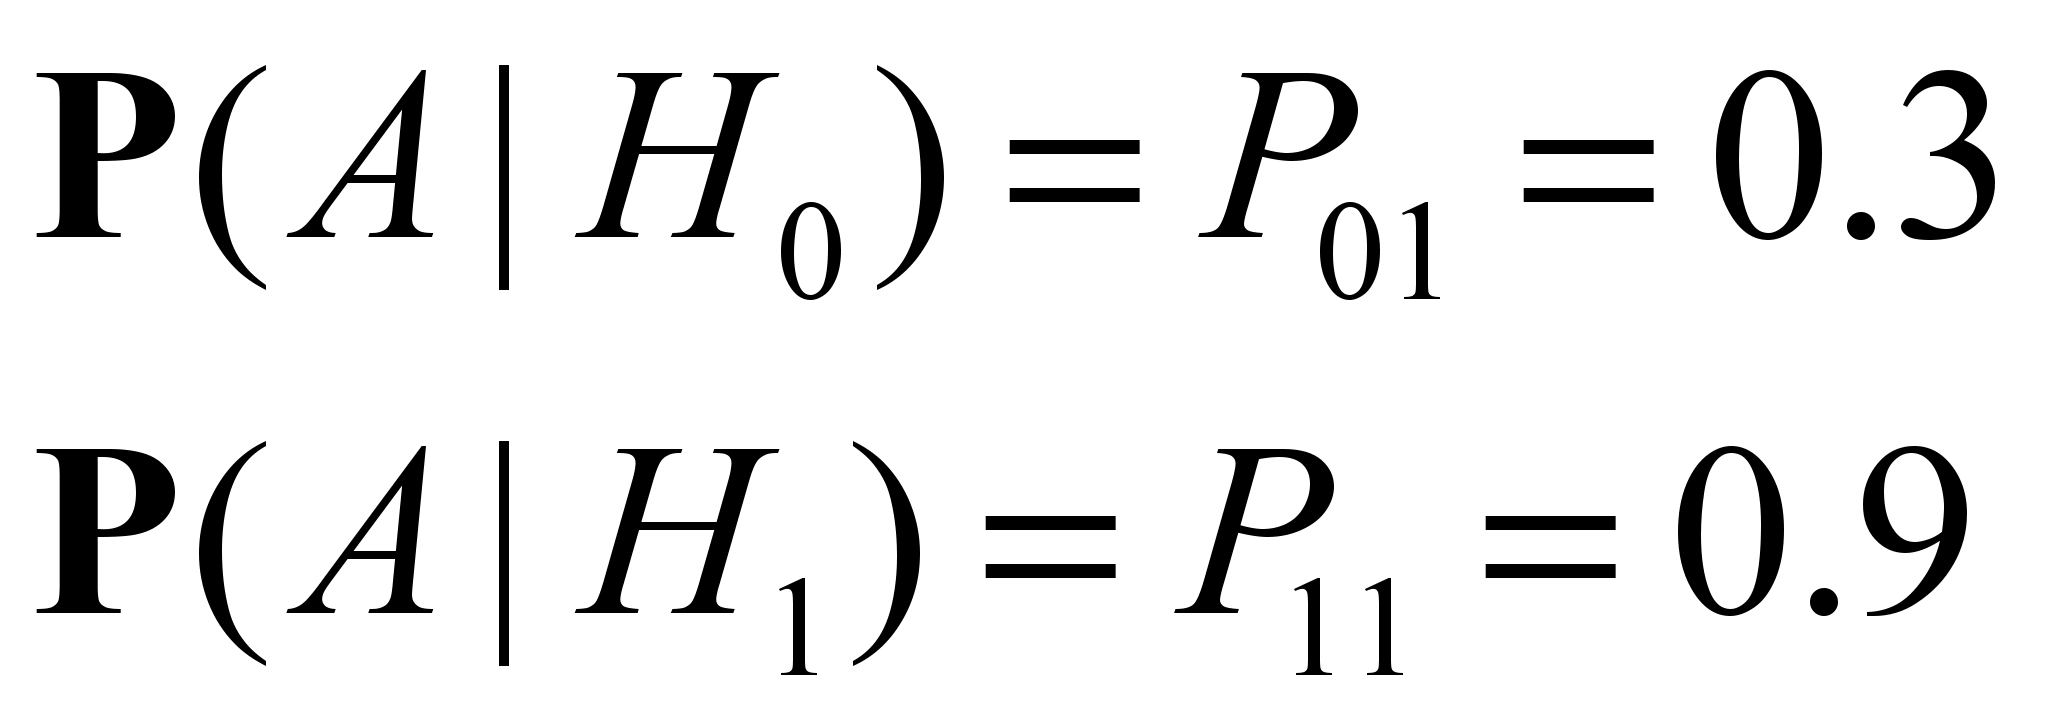 P(A | H₀) = P₀₁ = 0.3
P(A | H₁) = P₁₁ = 0.9